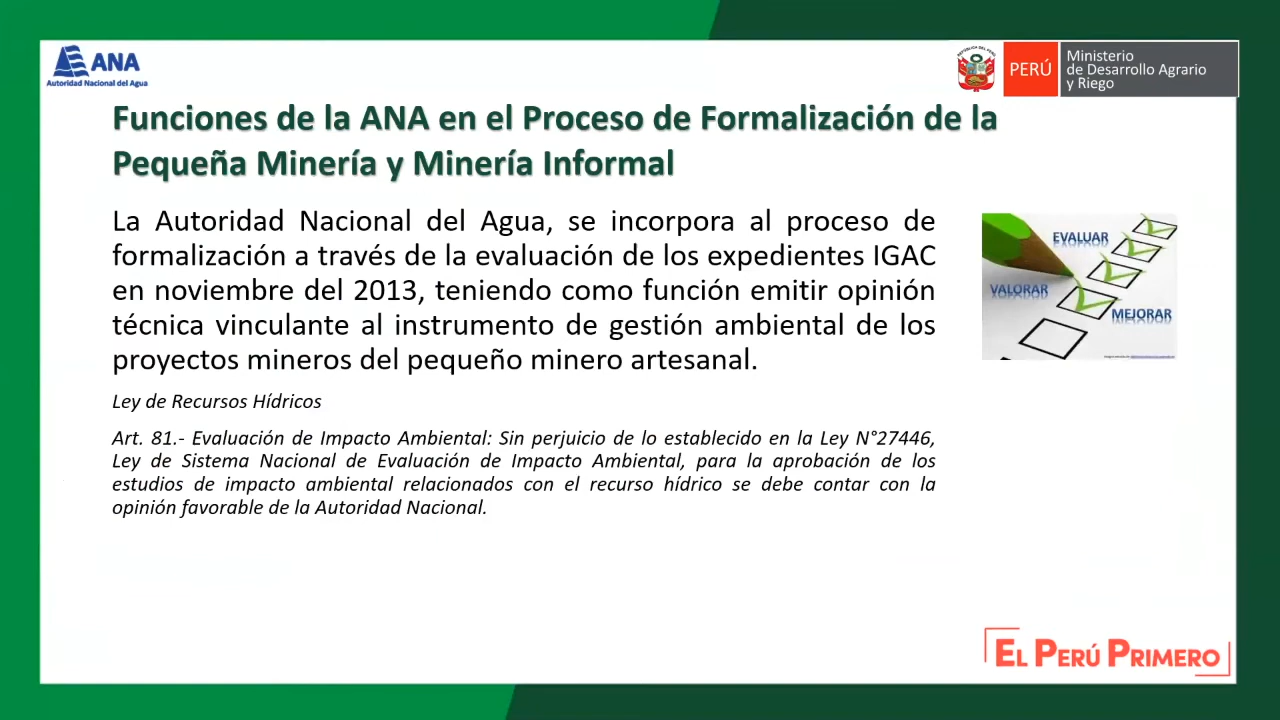 ANA
Autoridad Nacional del Agua
REPÚBLICA DEL PERÚ
PERÚ
Ministerio
de Desarrollo Agrario
y Riego
Funciones de la ANA en el Proceso de Formalización de la
Pequeña Minería y Minería Informal
La Autoridad Nacional del Agua, se incorpora al proceso de
formalización a través de la evaluación de los expedientes IGAC
en noviembre del 2013, teniendo como función emitir opinión
técnica vinculante al instrumento de gestión ambiental de los
proyectos mineros del pequeño minero artesanal.
EVALUAR
VALORAR
MEJORAR
Ley de Recursos Hídricos
Art. 81.- Evaluación de Impacto Ambiental: Sin perjuicio de lo establecido en la Ley N°27446,
Ley de Sistema Nacional de Evaluación de Impacto Ambiental, para la aprobación de los
estudios de impacto ambiental relacionados con el recurso hídrico se debe contar con la
opinión favorable de la Autoridad Nacional.
EL PERÚ PRIMERO